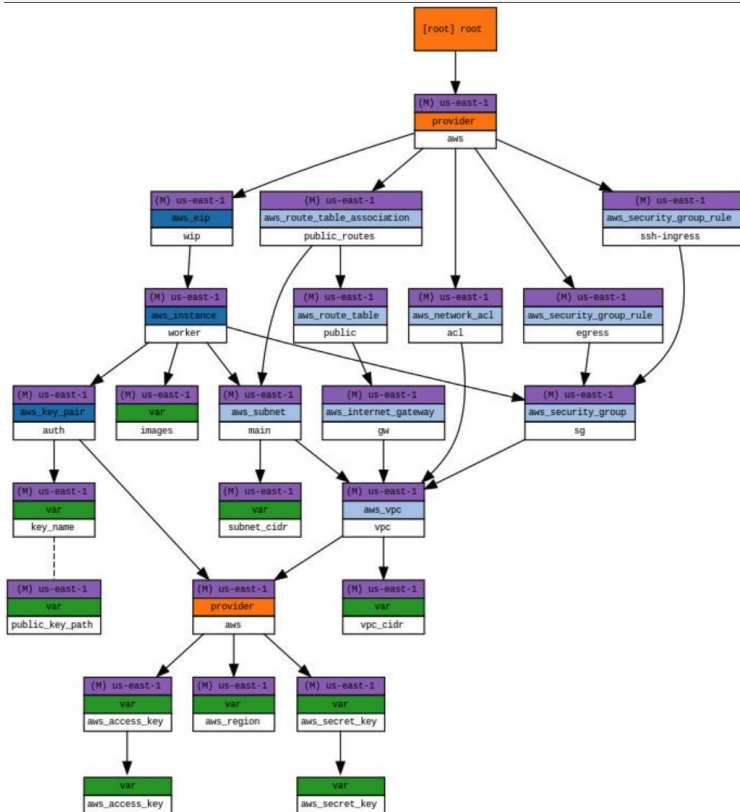 [root] root
(M) us-east-1
provider
aws
(M) us-east-1
aws_eip
wip
(M) us-east-1
aws_route_table_association
public_routes
(M) us-east-1
aws_security_group_rule
ssh-ingress
(M) us-east-1
aws_instance
worker
(M) us-east-1
aws_route_table
public
(M) us-east-1
aws_network_acl
acl
(M) us-east-1
aws_security_group_rule
egress
(M) us-east-1
aws_key_pair
auth
(M) us-east-1
var
images
(M) us-east-1
aws_subnet
main
(M) us-east-1
aws_internet_gateway
gw
(M) us-east-1
aws_security_group
sg
(M) us-east-1
var
key_name
(M) us-east-1
var
subnet_cidr
(M) us-east-1
aws_vpc
vpc
(M) us-east-1
var
public_key_path
(M) us-east-1
provider
aws
(M) us-east-1
var
vpc_cidr
(M) us-east-1
var
aws_access_key
(M) us-east-1
var
aws_region
(M) us-east-1
var
aws_secret_key
var
aws_access_key
var
aws_secret_key